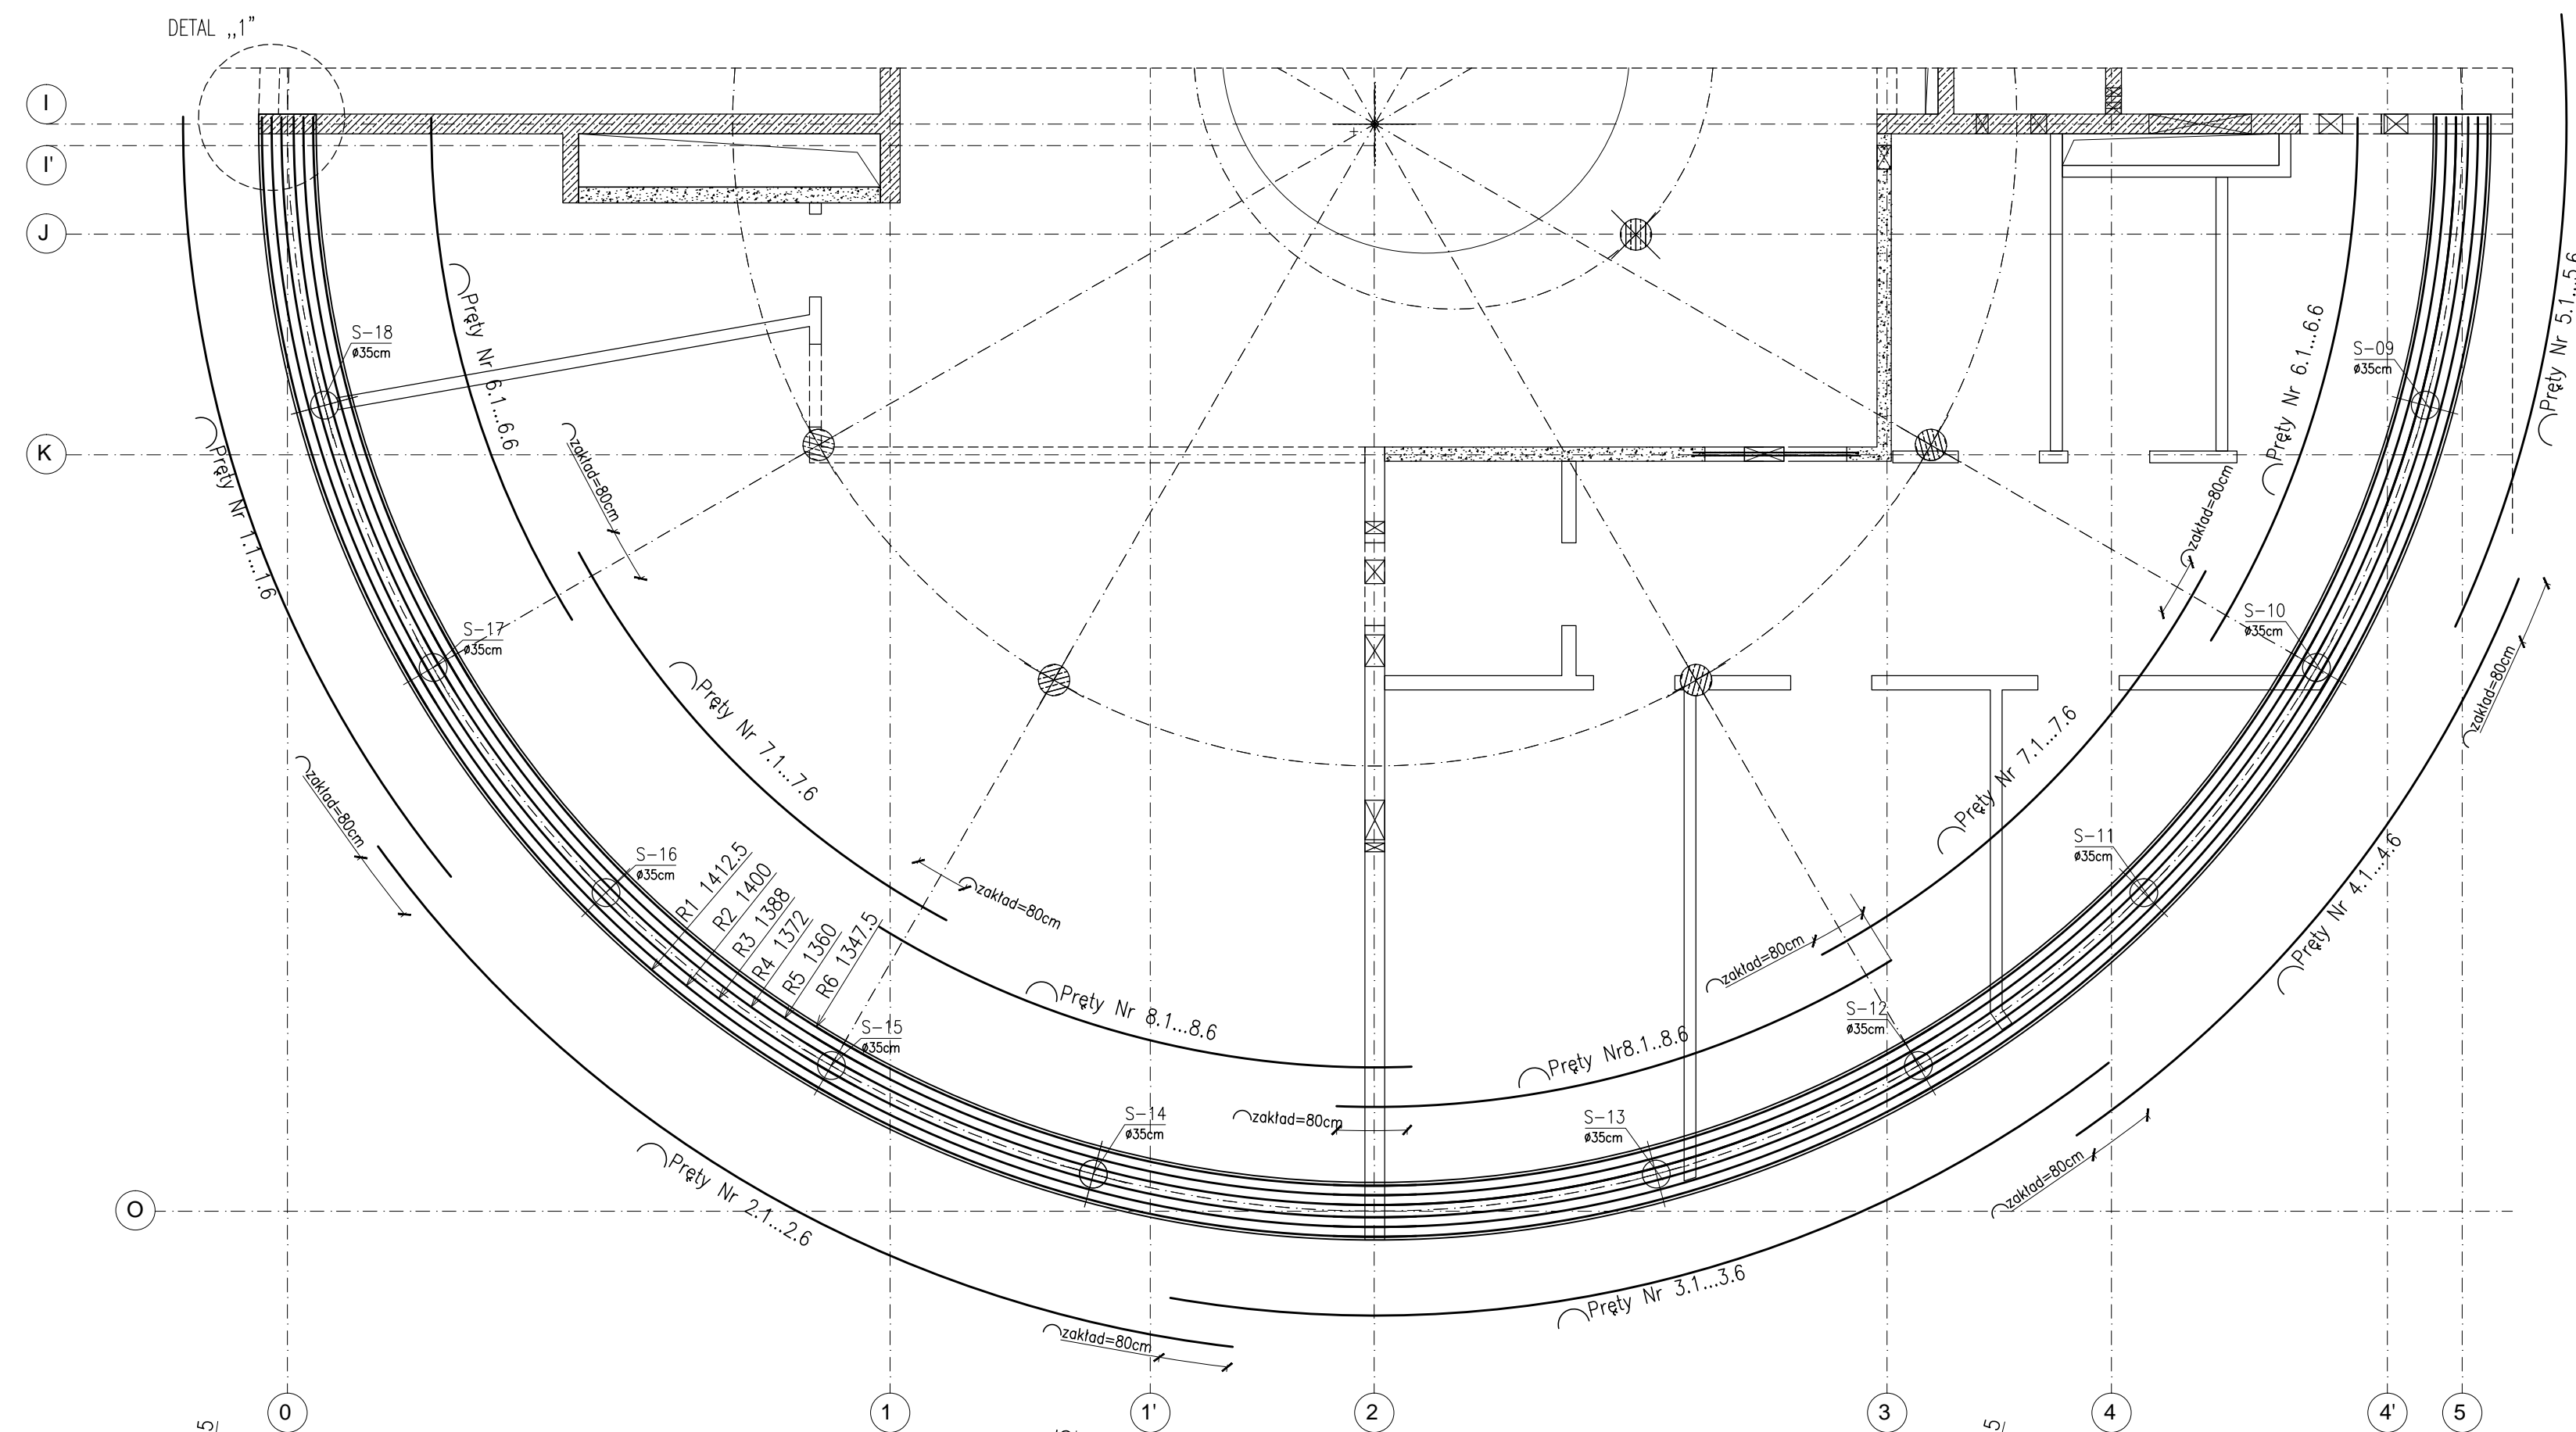 DETAL ,,1”
I
I'
J
K
O
S-18
ø35cm
Pręty Nr 6.1...6.6
Pręty Nr 1.1...1.6
zakład=80cm
S-17
ø35cm
Pręty Nr 7.1...7.6
zakład=80cm
S-16
ø35cm
R1 1412.5
R2 1400
R3 1388
R4 1372
R5 1360
R6 1347.5
zakład=80cm
S-15
ø35cm
Pręty Nr 8.1...8.6
Pręty Nr 2.1...2.6
S-14
ø35cm
zakład=80cm
zakład=80cm
Pręty Nr 3.1...3.6
S-13
ø35cm
Pręty Nr8.1..8.6
zakład=80cm
S-12
ø35cm
zakład=80cm
Pręty Nr 7.1...7.6
S-11
ø35cm
Pręty Nr 4.1...4.6
zakład=80cm
S-10
ø35cm
zakład=80cm
Pręty Nr 6.1...6.6
S-09
ø35cm
Pręty Nr 5.1...5.6
0
1
1'
2
3
4
4'
5
5
5